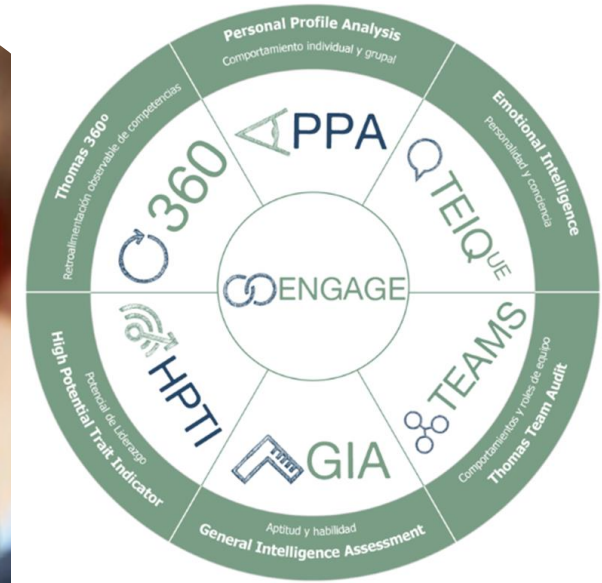 Personal Profile Analysis
Comportamiento individual y grupal
PPA
Emotional Intelligence
Personalidad y conciencia
TEIQUE
TEAMS
Comportamientos y roles de equipo
Thomas Team Audit
GIA
Aptitud y habilidad
General Intelligence Assessment
HPTI
Potencial de Liderazgo
High Potential Trait Indicator
Thomas 360º
Retroalimentación observable de competencias
360
ENGAGE